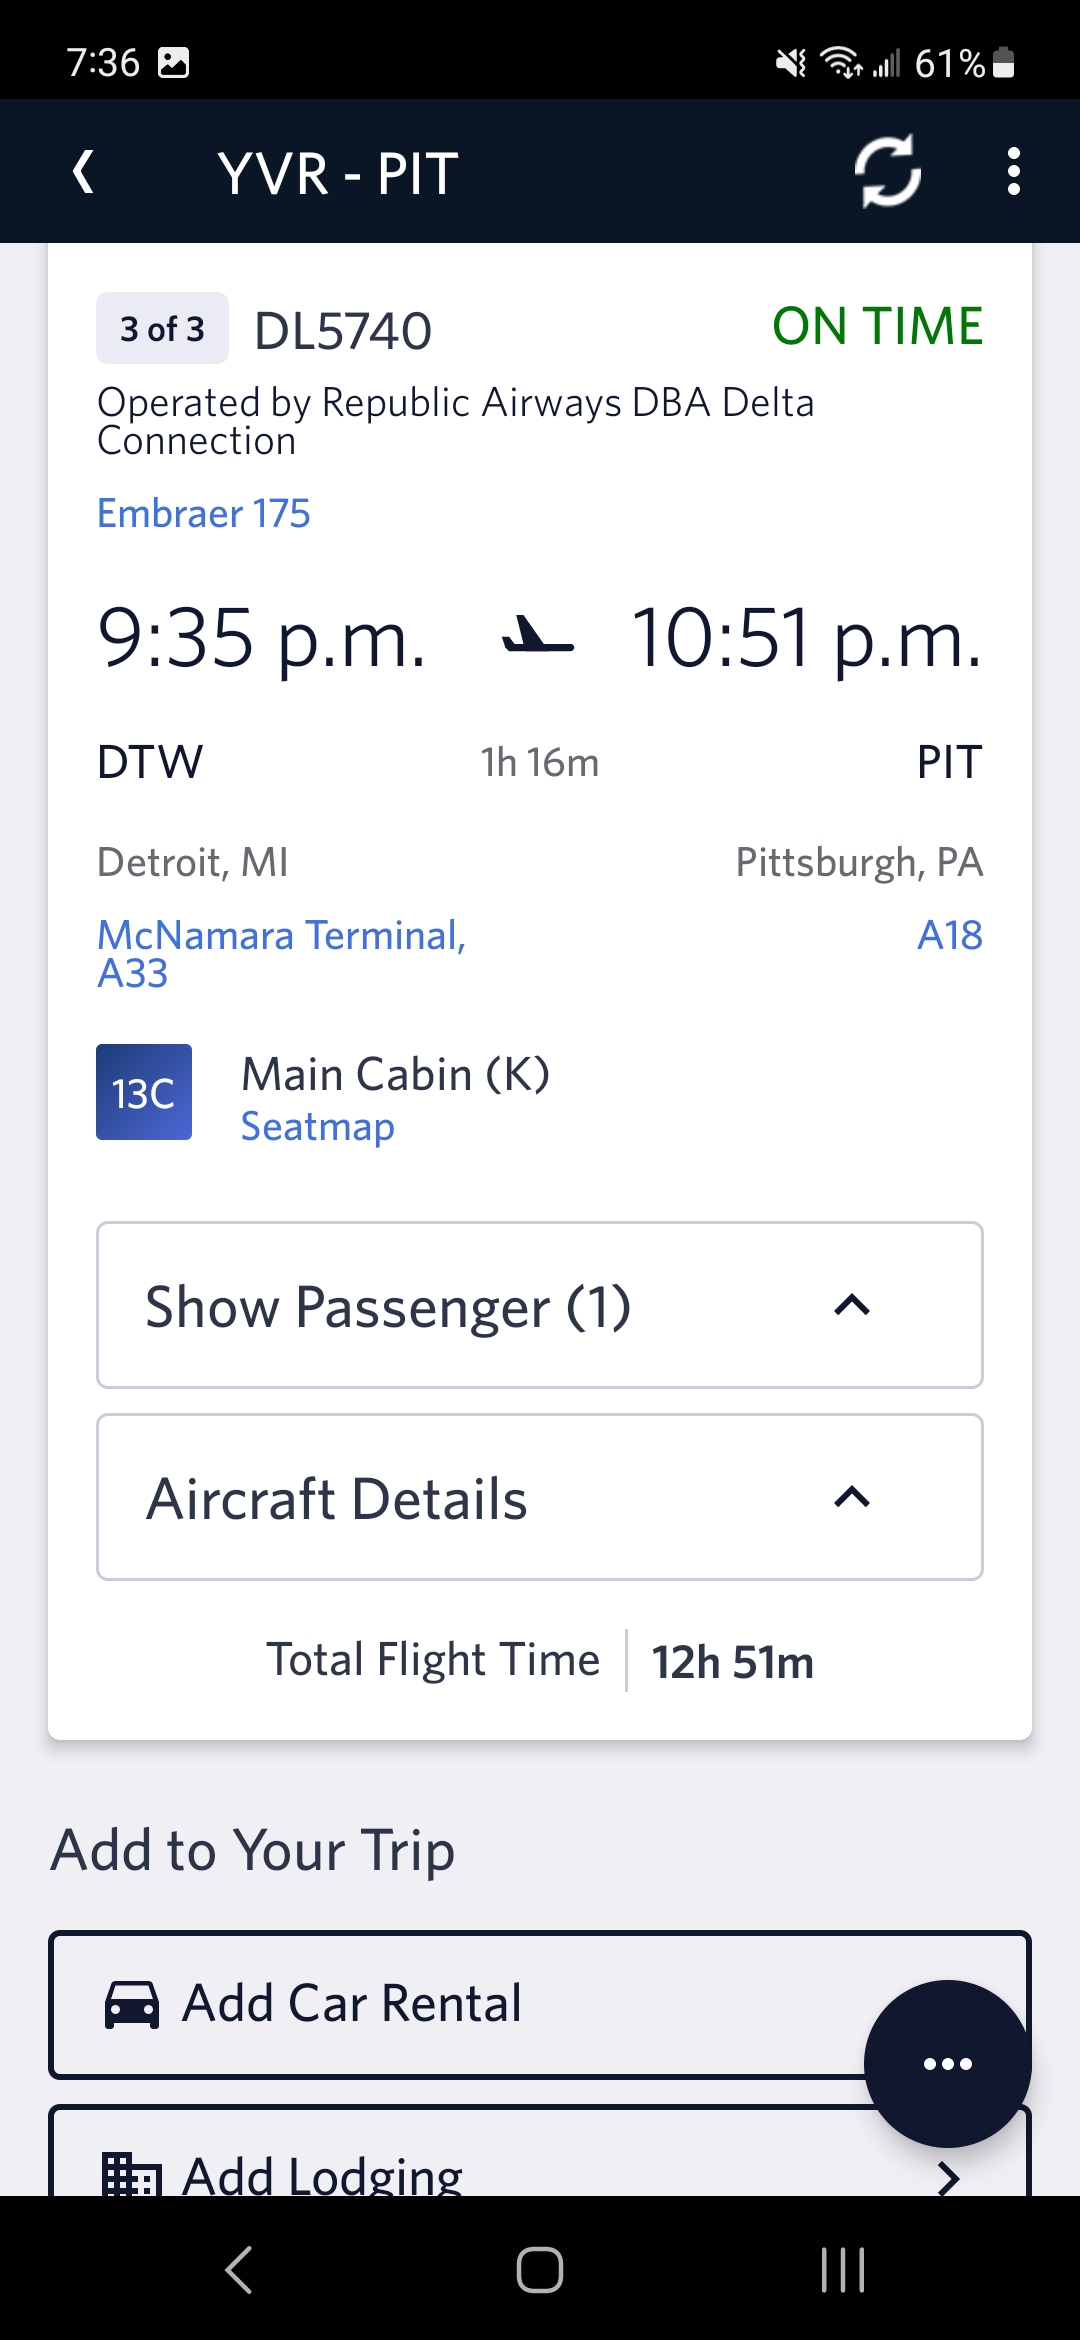 7:36
61%
YVR - PIT
3 of 3 DL5740 ON TIME
Operated by Republic Airways DBA Delta
Connection
Embraer 175
9:35 p.m. 10:51 p.m.
DTW 1h 16m PIT
Detroit, MI Pittsburgh, PA
McNamara Terminal, A18
A33
13C Main Cabin (K)
Seatmap
Show Passenger (1)
Aircraft Details
Total Flight Time 12h 51m
Add to Your Trip
Add Car Rental
Add Lodging